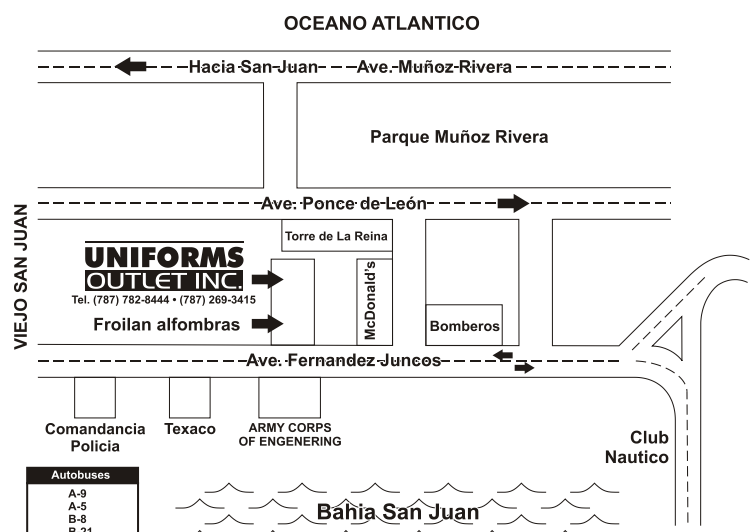 OCEANO ATLANTICO
Hacia San Juan
Ave. Muñoz Rivera
Parque Muñoz Rivera
Ave. Ponce de León
VIEJO SAN JUAN
Torre de La Reina
UNIFORMS
OUTLET INC.
Tel. (787) 782-8444 • (787) 269-3415
Froilan alfombras
McDonald's
Bomberos
Ave. Fernandez Juncos
Comandancia
Policia
Texaco
ARMY CORPS
OF ENGENERING
Club
Nautico
Autobuses
A-9
A-5
B-8
B-21
Bahia San Juan